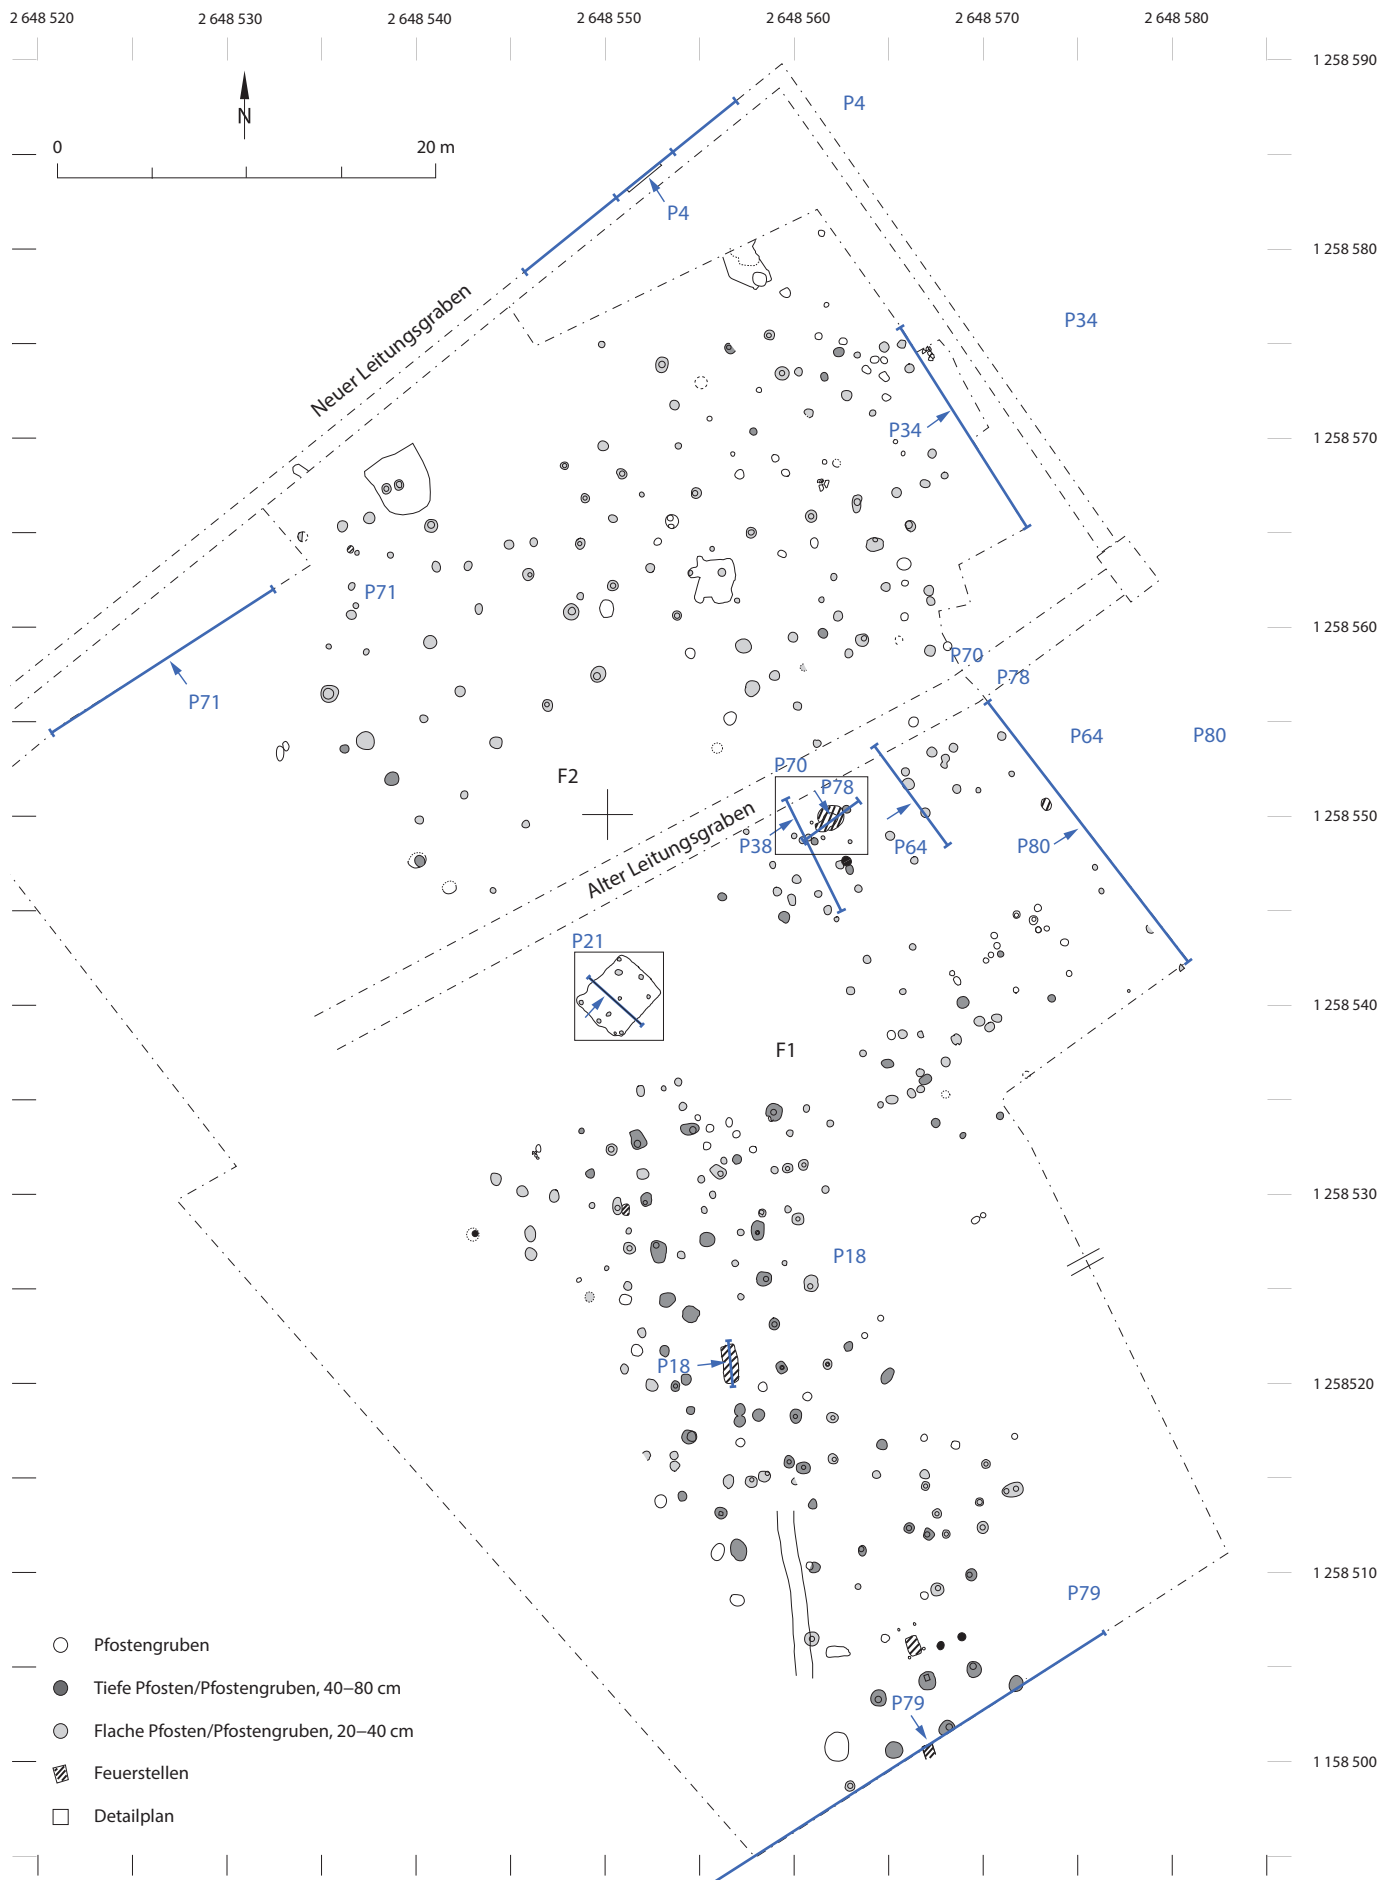 2 648 520 2 648 530 2 648 540 2 648 550 2 648 560 2 648 570 2 648 580
1 258 590
P4
N
0 20 m
P4
1 258 580
Neuer Leitungsgraben
P34
P34
1 258 570
P71
1 258 560
P70
P78
P71
P64
P80
P70
F2
P78
1 258 550
P38
P64
P80
Alter Leitungsgraben
P21
1 258 540
F1
1 258 530
P18
P18
1 258520
1 258 510
P79
Pfostengruben
Tiefe Pfosten/Pfostengruben, 40–80 cm
P79
Flache Pfosten/Pfostengruben, 20–40 cm
1 158 500
Feuerstellen
Detailplan